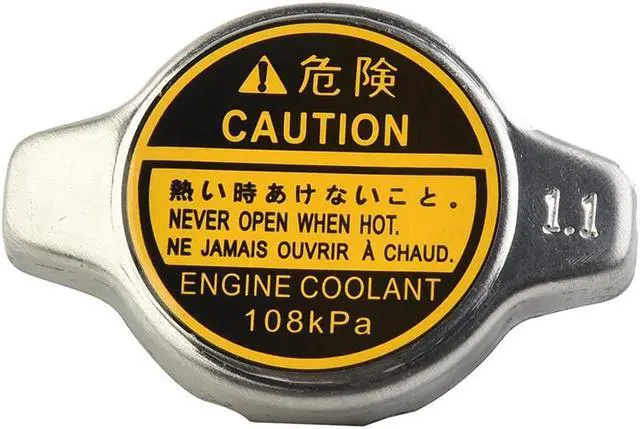 ⚠危険
CAUTION
熱い時あけないこと。
NEVER OPEN WHEN HOT.
NE JAMAIS OUVRIR À CHAUD.
ENGINE COOLANT
108kPa
1.1